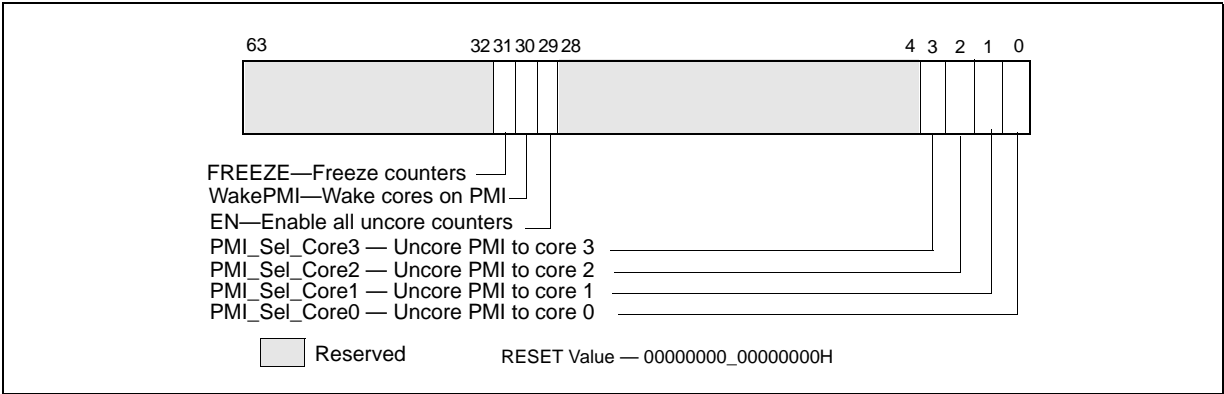 63 32 31 30 29 28 4 3 2 1 0
FREEZE—Freeze counters
WakePMI—Wake cores on PMI
EN—Enable all uncore counters
PMI_Sel_Core3 — Uncore PMI to core 3
PMI_Sel_Core2 — Uncore PMI to core 2
PMI_Sel_Core1 — Uncore PMI to core 1
PMI_Sel_Core0 — Uncore PMI to core 0
Reserved RESET Value — 00000000_00000000H